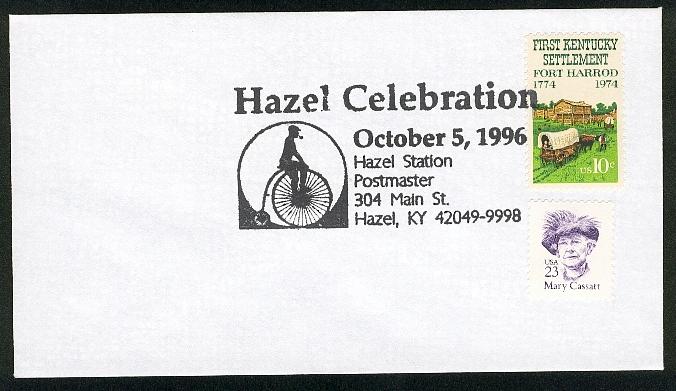 Hazel Celebration
October 5, 1996
Hazel Station
Postmaster
304 Main St.
Hazel, KY 42049-9998
FIRST KENTUCKY
SETTLEMENT
FORT HARROD
1774 1974
US 10c
USA
23
Mary Cassatt